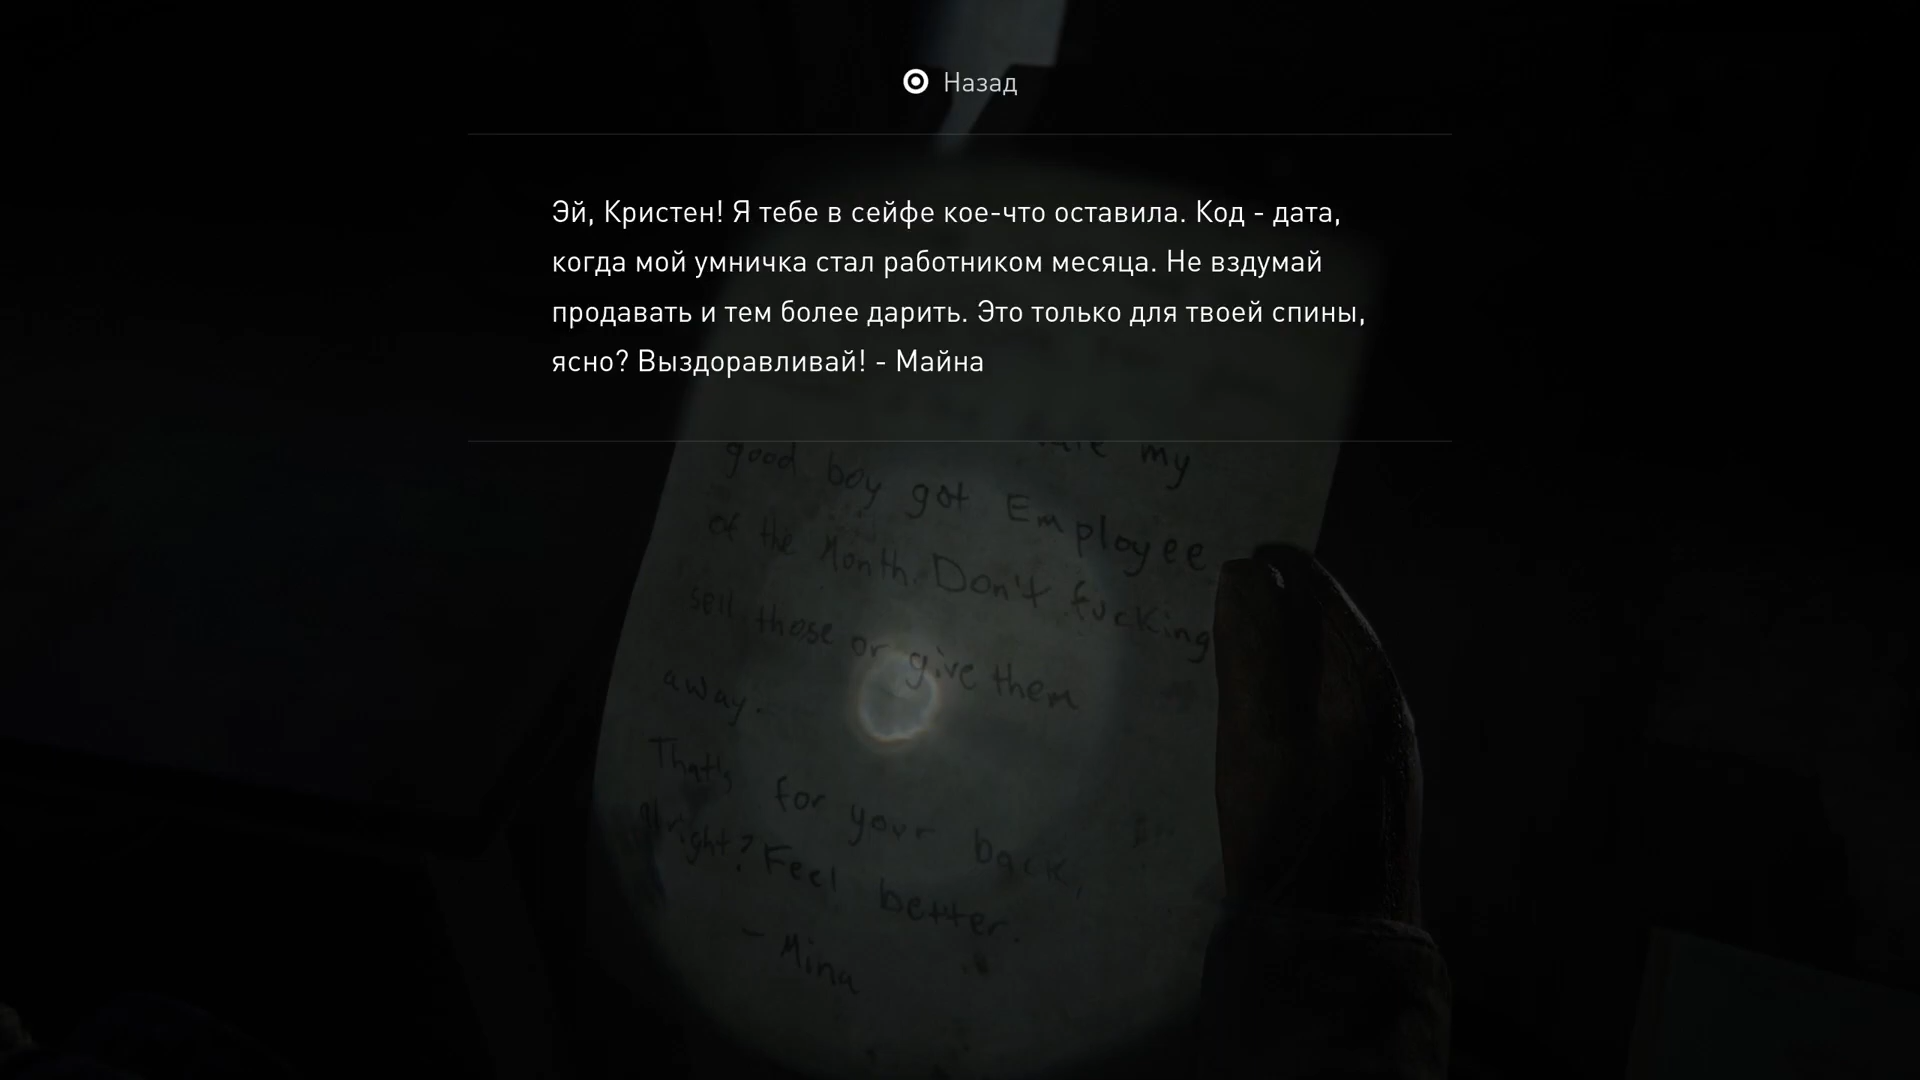 Назад
Эй, Кристен! Я тебе в сейфе кое-что оставила. Код - дата,
когда мой умничка стал работником месяца. Не вздумай
продавать и тем более дарить. Это только для твоей спины,
ясно? Выздоравливай! - Майна
my
good boy got Employee
of the Month. Don't fucking
sell those or give them
away.
That's for your back,
alright? Feel better.
- Mina